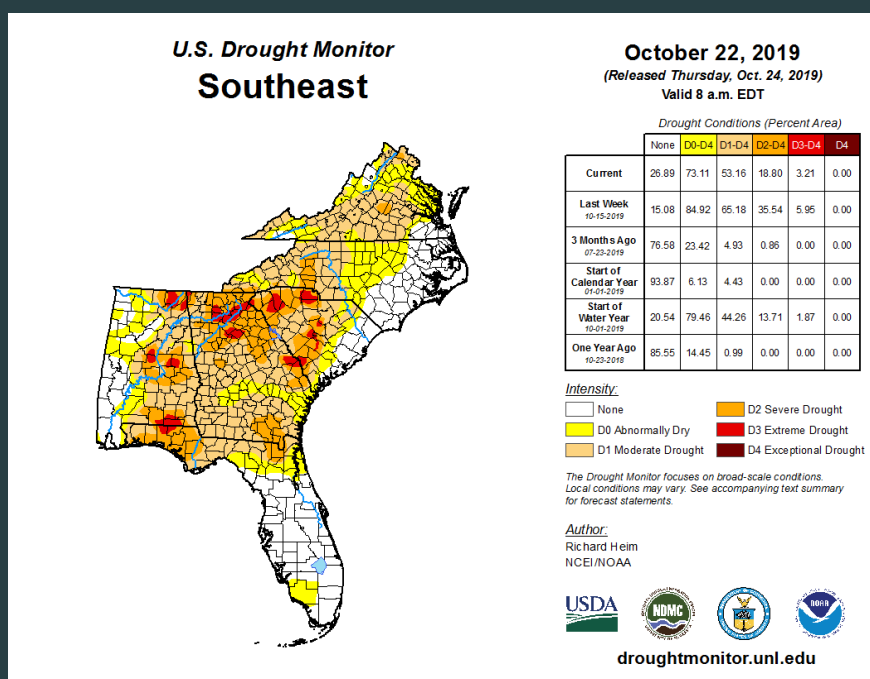 U.S. Drought Monitor
Southeast
October 22, 2019
(Released Thursday, Oct. 24, 2019)
Valid 8 a.m. EDT
Drought Conditions (Percent Area)
None D0-D4 D1-D4 D2-D4 D3-D4 D4
Current 26.89 73.11 53.16 18.80 3.21 0.00
Last Week
10-15-2019 15.08 84.92 65.18 35.54 5.95 0.00
3 Months Ago
07-23-2019 76.58 23.42 4.93 0.86 0.00 0.00
Start of
Calendar Year
01-01-2019 93.87 6.13 4.43 0.00 0.00 0.00
Start of
Water Year
10-01-2019 20.54 79.46 44.26 13.71 1.87 0.00
One Year Ago
10-23-2018 85.55 14.45 0.99 0.00 0.00 0.00
Intensity:
None
D0 Abnormally Dry
D1 Moderate Drought
D2 Severe Drought
D3 Extreme Drought
D4 Exceptional Drought
The Drought Monitor focuses on broad-scale conditions.
Local conditions may vary. See accompanying text summary
for forecast statements.
Author:
Richard Heim
NCEI/NOAA
USDA
NDMC
NOAA
droughtmonitor.unl.edu